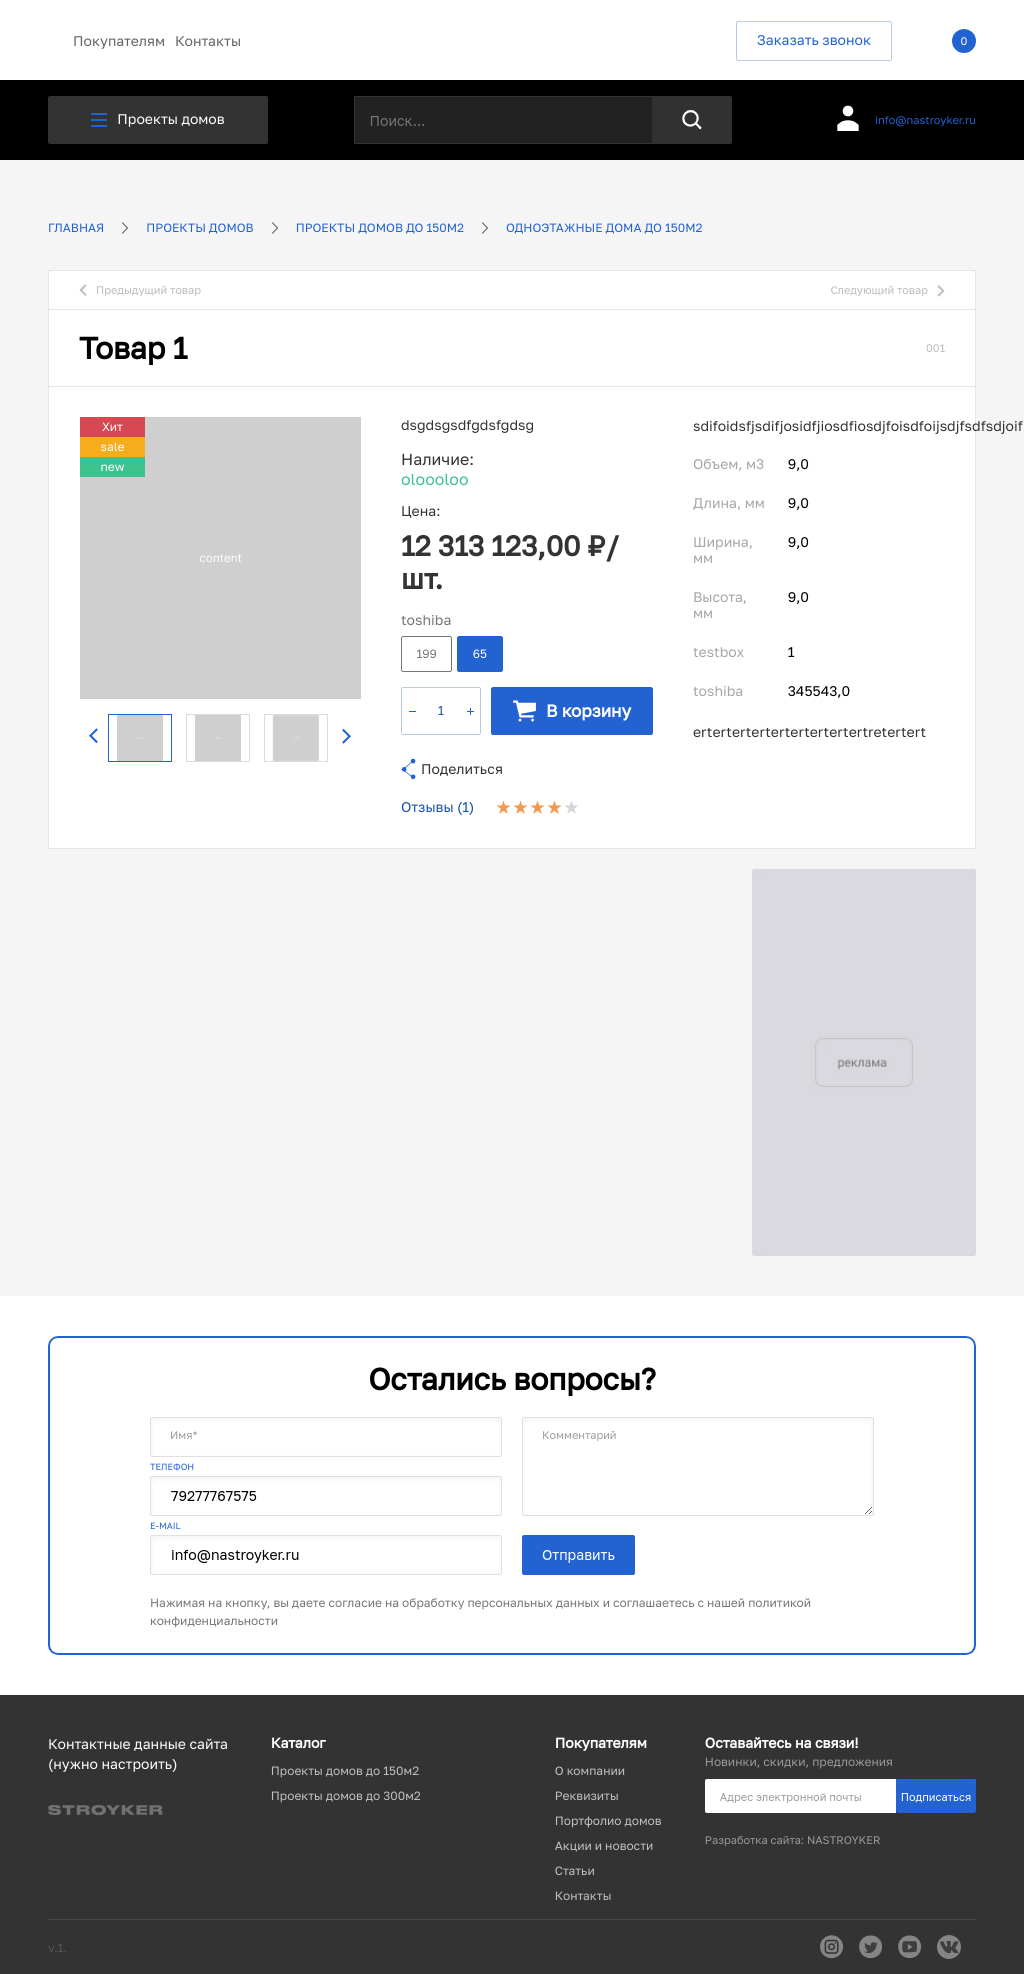 Покупателям Контакты
Заказать звонок
0
Проекты домов
Поиск...
info@nastroyker.ru
ГЛАВНАЯ
ПРОЕКТЫ ДОМОВ
ПРОЕКТЫ ДОМОВ ДО 150М2
ОДНОЭТАЖНЫЕ ДОМА ДО 150М2
Предыдущий товар
Следующий товар
Товар 1
001
Хит
sale
new
content
dsgdsgsdfgdsfgdsg
Наличие:
oloooloo
Цена:
12 313 123,00 ₽/
шт.
toshiba
199
65
− 1 +
В корзину
Поделиться
Отзывы (1)
sdifoidsfjsdifjosidfjiosdfiosdjfoisdfoijsdjfsdfsdjoif
Объем, м3 9,0
Длина, мм 9,0
Ширина, 9,0
мм
Высота, 9,0
мм
testbox 1
toshiba 345543,0
erterterterterterterterterterterterterterter
реклама
Остались вопросы?
Имя*
ТЕЛЕФОН
79277767575
E-MAIL
info@nastroyker.ru
Комментарий
Отправить
Нажимая на кнопку, вы даете согласие на обработку персональных данных и соглашаетесь с нашей политикой
конфиденциальности
Контактные данные сайта
(нужно настроить)
STROYKER
Каталог
Проекты домов до 150м2
Проекты домов до 300м2
Покупателям
О компании
Реквизиты
Портфолио домов
Акции и новости
Статьи
Контакты
Оставайтесь на связи!
Новинки, скидки, предложения
Адрес электронной почты
Подписаться
Разработка сайта: NASTROYKER
v.1.